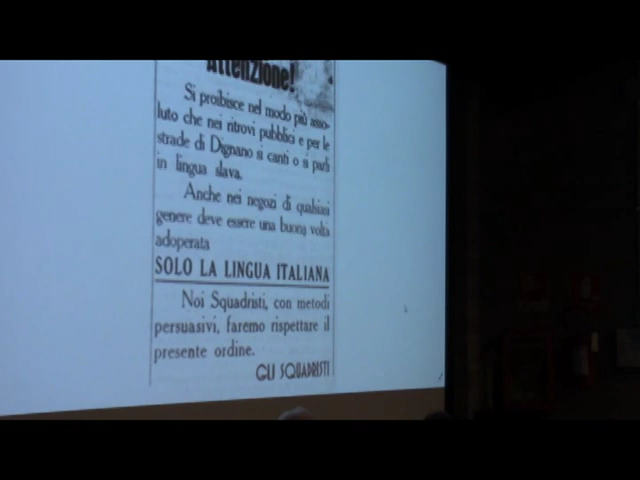 Attenzione!
Si proibisce nel modo più asso-
luto che nei ritrovi pubblici e per le
strade di Dignano si canti o si parli
in lingua slava.
Anche nei negozi di qualsiasi
genere deve essere una buona volta
adoperata
SOLO LA LINGUA ITALIANA
Noi Squadristi, con metodi
persuasivi, faremo rispettare il
presente ordine.
GLI SQUADRISTI